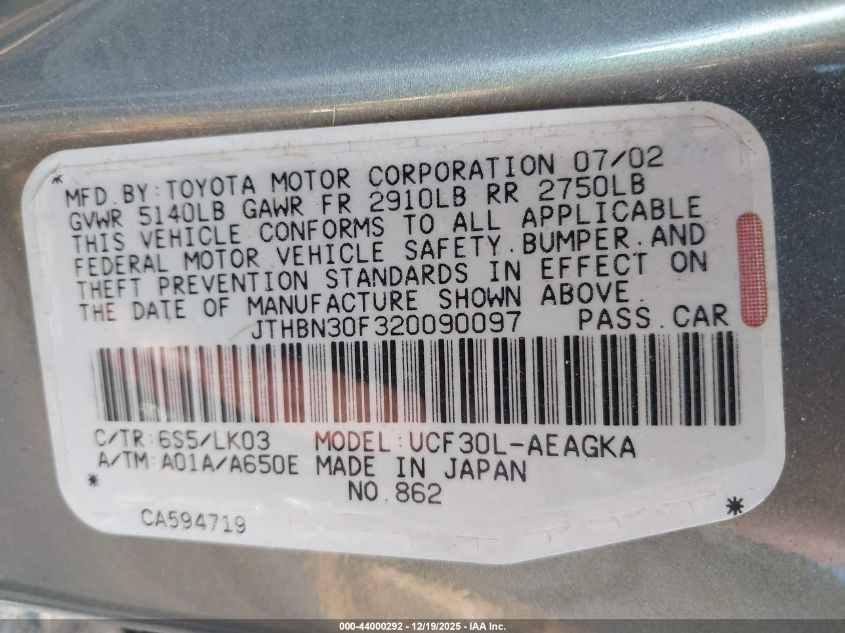 MFD. BY: TOYOTA MOTOR CORPORATION 07/02
GVWR 5140LB GAWR FR 2910LB RR 2750LB
THIS VEHICLE CONFORMS TO ALL APPLICABLE
FEDERAL MOTOR VEHICLE SAFETY. BUMPER. AND
THEFT PREVENTION STANDARDS IN EFFECT ON
THE DATE OF MANUFACTURE SHOWN ABOVE.
JTHBN30F320090097 PASS. CAR
C/TR: 6S5/LK03 MODEL: UCF30L-AEAGKA
A/TM: A01A/A650E MADE IN JAPAN
NO. 862
CA594719
000-44000292 - 12/19/2025 - IAA Inc.